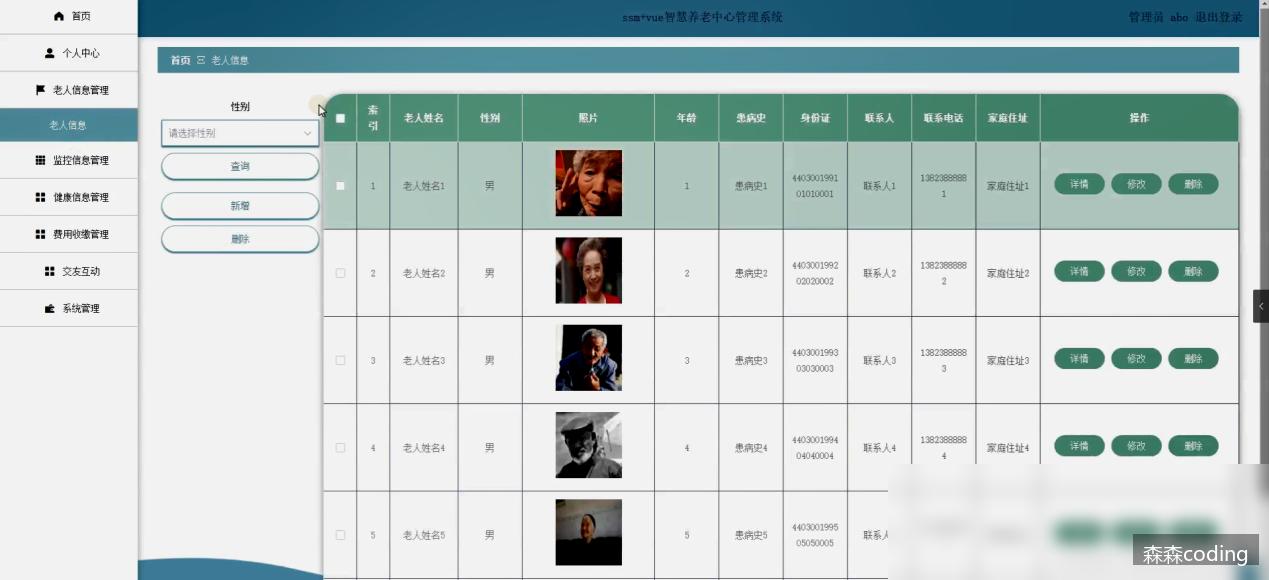 首页
ssm+vue智慧养老中心管理系统
管理员 abo 退出登录
个人中心
首页 老人信息
老人信息管理
老人信息
监控信息管理
健康信息管理
费用收缴管理
交友互动
系统管理
性别
请选择性别
查询
新增
删除
索引 老人姓名 性别 照片 年龄 患病史 身份证 联系人 联系电话 家庭住址 操作
1 老人姓名1 男 1 患病史1 440300199101010001 联系人1 13823888881 家庭住址1 详情 修改 删除
2 老人姓名2 男 2 患病史2 440300199202020002 联系人2 13823888882 家庭住址2 详情 修改 删除
3 老人姓名3 男 3 患病史3 440300199303030003 联系人3 13823888883 家庭住址3 详情 修改 删除
4 老人姓名4 男 4 患病史4 440300199404040004 联系人4 13823888884 家庭住址4 详情 修改 删除
5 老人姓名5 男 5 患病史5 440300199505050005 联系人
森森coding